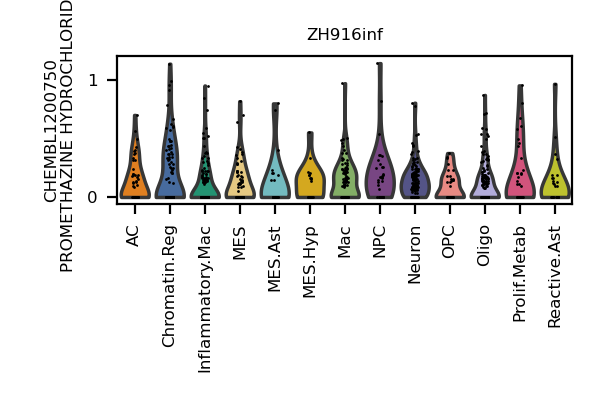 ZH916inf
CHEMBL1200750
PROMETHAZINE HYDROCHLORID
1
0
AC
Chromatin.Reg
Inflammatory.Mac
MES
MES.Ast
MES.Hyp
Mac
NPC
Neuron
OPC
Oligo
Prolif.Metab
Reactive.Ast